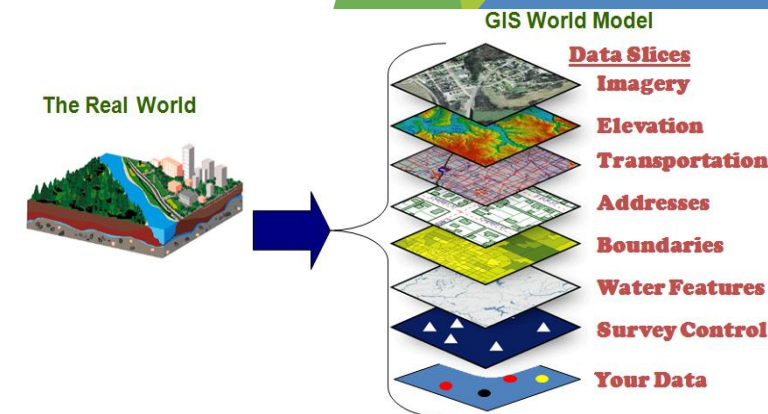 GIS World Model
The Real World
Data Slices
Imagery
Elevation
Transportation
Addresses
Boundaries
Water Features
Survey Control
Your Data